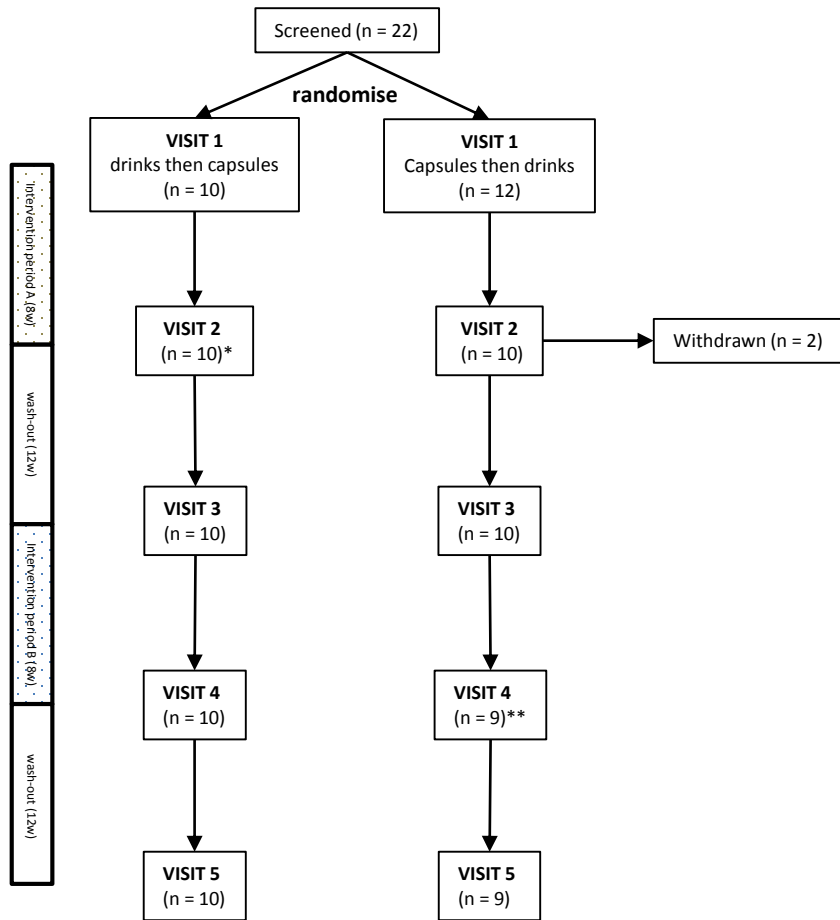 Screened (n = 22)
randomise
VISIT 1
drinks then capsules
(n = 10)
VISIT 1
Capsules then drinks
(n = 12)
Intervention period A (8w)
VISIT 2
(n = 10)*
VISIT 2
(n = 10)
Withdrawn (n = 2)
wash-out (12w)
VISIT 3
(n = 10)
VISIT 3
(n = 10)
Intervention period B (8w)
VISIT 4
(n = 10)
VISIT 4
(n = 9)**
wash-out (12w)
VISIT 5
(n = 10)
VISIT 5
(n = 9)